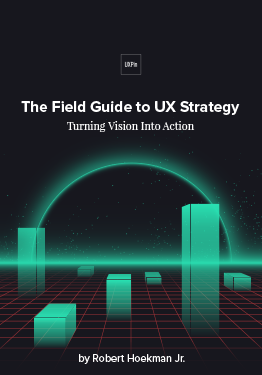 UXPin
The Field Guide to UX Strategy
Turning Vision Into Action
by Robert Hoekman Jr.